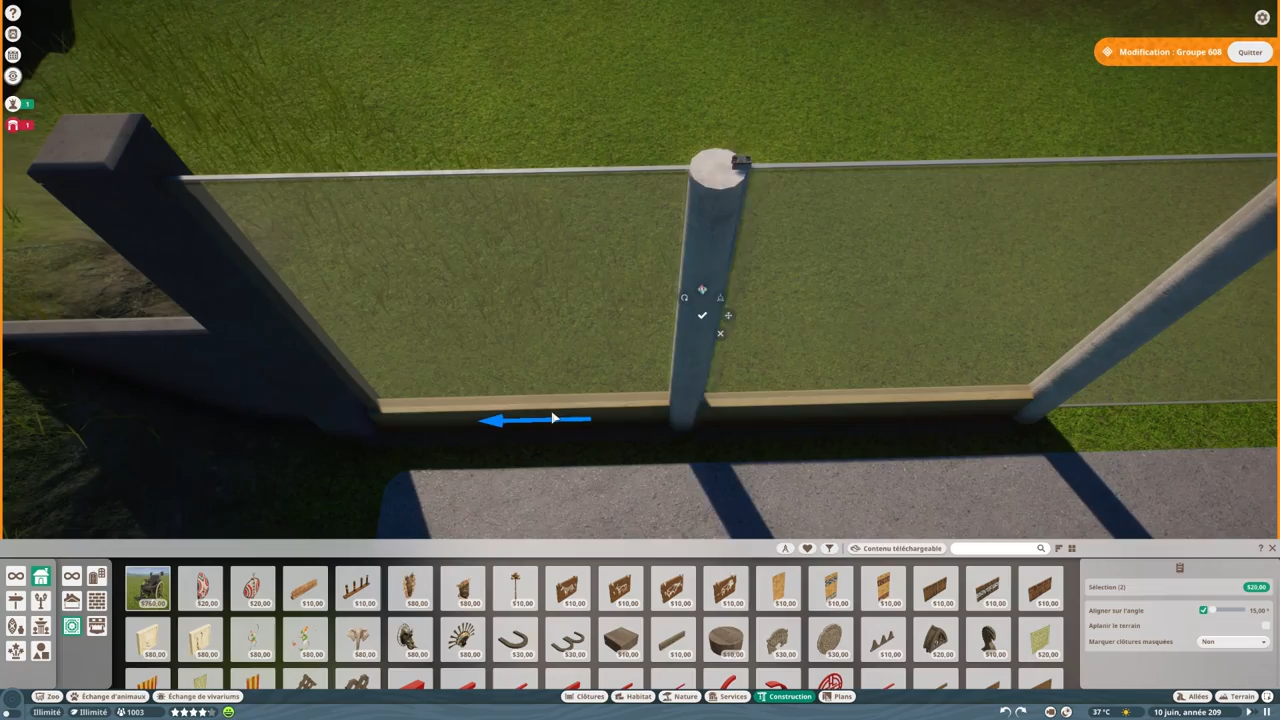 ?
1
1
Modification : Groupe 608
Quitter
Contenu téléchargeable
?
$760,00 $20,00 $20,00 $10,00 $10,00 $80,00 $80,00 $10,00 $10,00 $10,00 $10,00 $10,00 $10,00 $10,00 $10,00 $10,00 $10,00 $10,00
$80,00 $80,00 $80,00 $80,00 $80,00 $80,00 $80,00 $30,00 $30,00 $10,00 $10,00 $10,00 $30,00 $30,00 $10,00 $20,00 $10,00 $20,00
Sélection (2) $20,00
Aligner sur l'angle 15,00 °
Aplanir le terrain
Marquer clôtures masquées Non
Zoo Échange d'animaux Échange de vivariums Clôtures Habitat Nature Services Construction Plans Allées Terrain
Illimité Illimité 1003 37 °C 10 juin, année 209